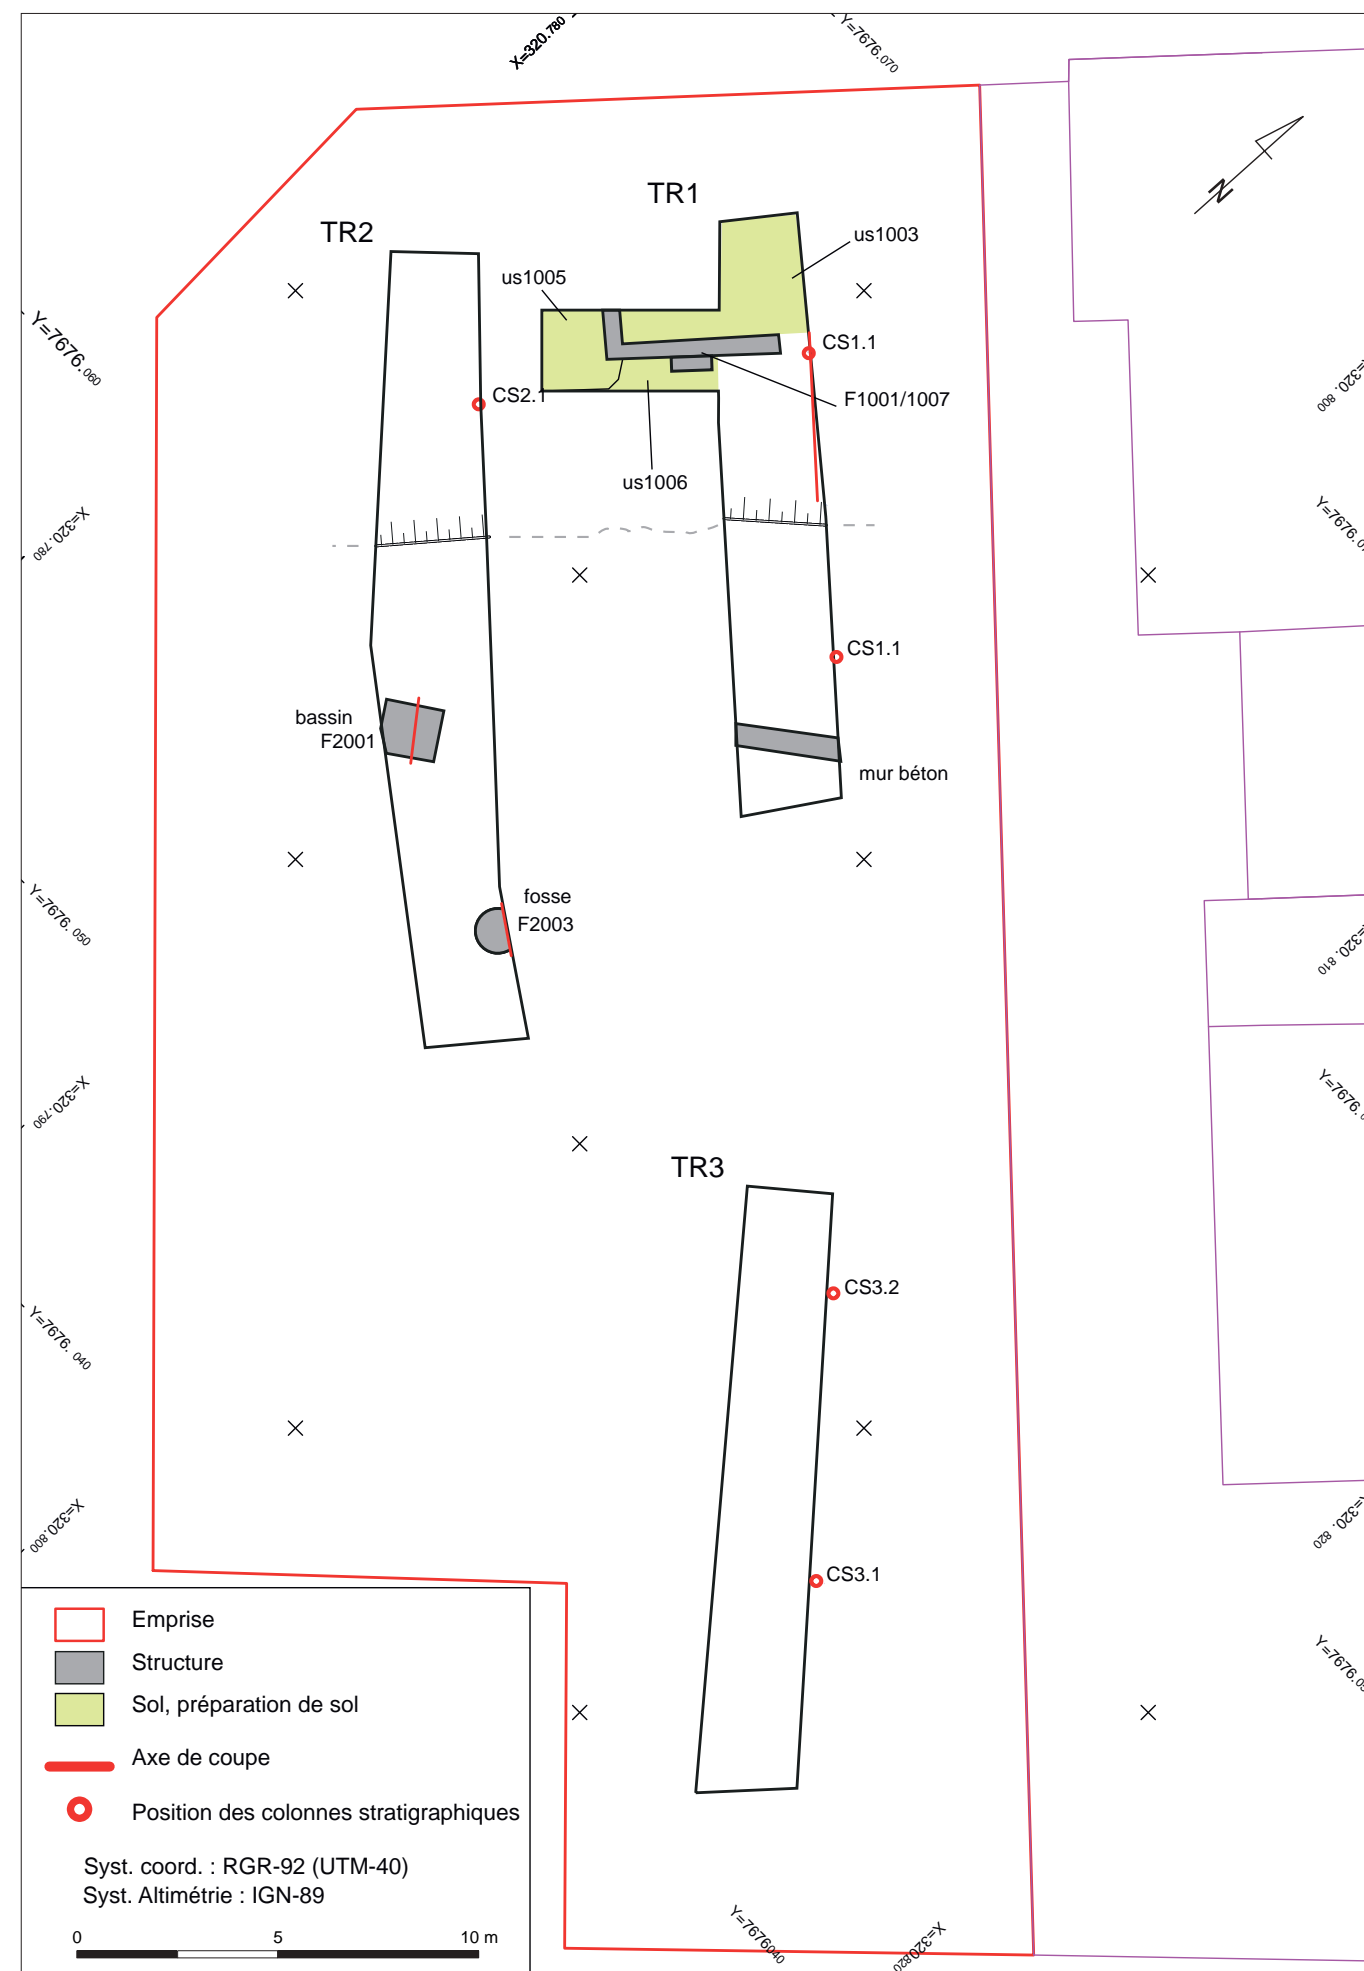 X=320.780
Y=7676.070
TR1
TR2
us1003
us1005
Y=7676.060
CS1.1
CS2.1
F1001/1007
X=320.800
us1006
X=320.780
CS1.1
bassin
F2001
mur béton
fosse
F2003
Y=7676.050
X=320.810
X=320.790
TR3
CS3.2
Y=7676.040
X=320.800
X=320.820
CS3.1
Emprise
Structure
Sol, préparation de sol
Axe de coupe
Position des colonnes stratigraphiques
Syst. coord. : RGR-92 (UTM-40)
Syst. Altimétrie : IGN-89
0 5 10 m
Y=7676040
X=320820
N